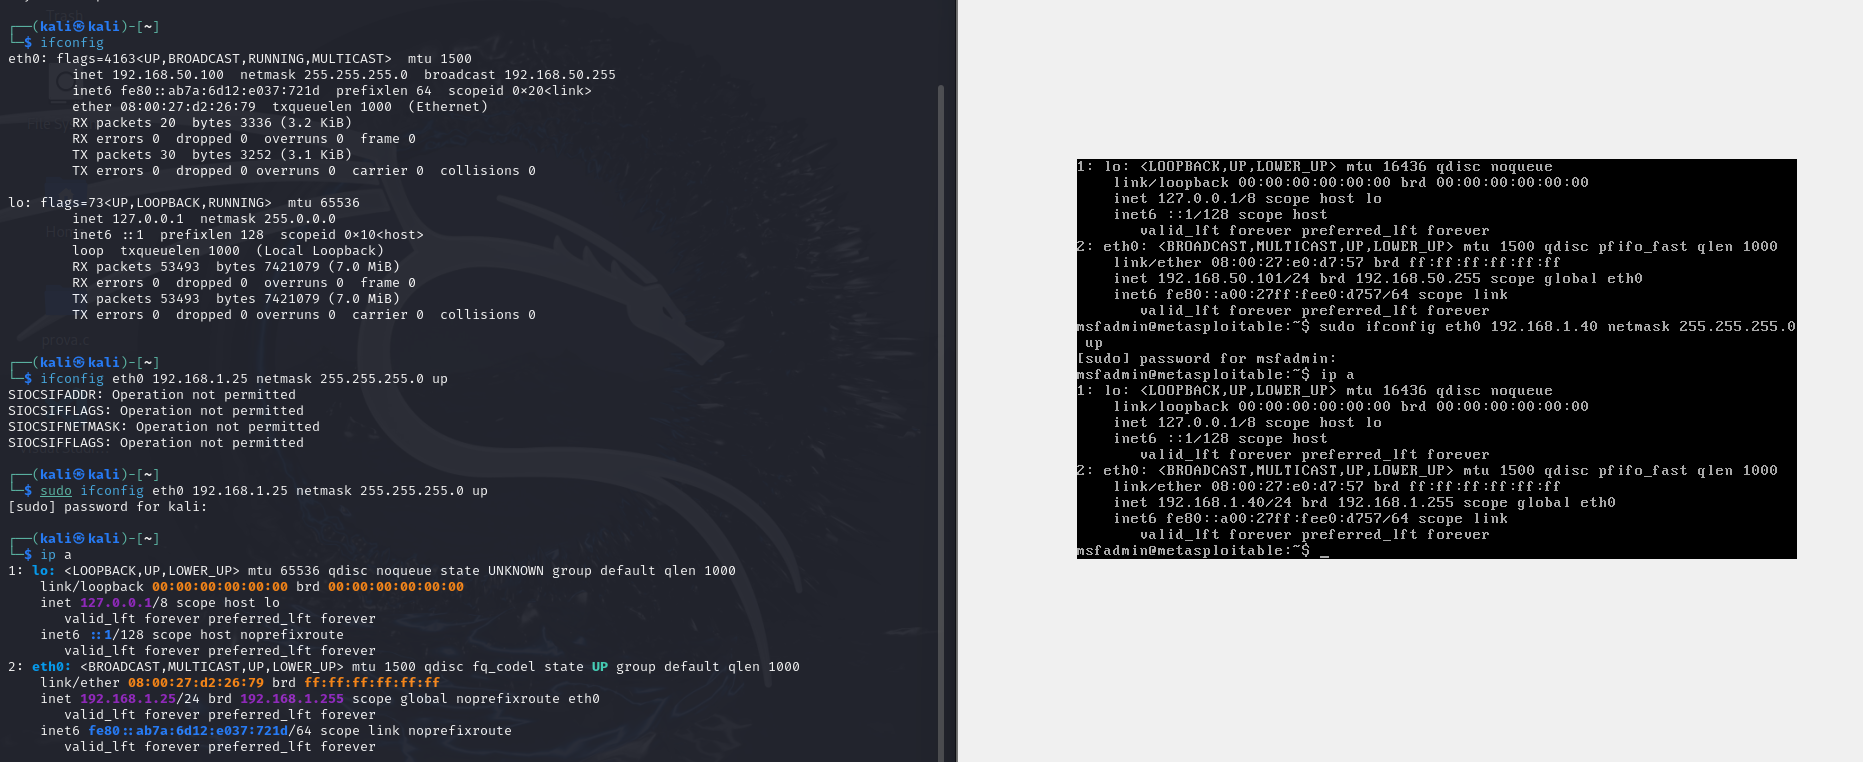 ┌──(kali㉿kali)-[~]
└─$ ifconfig
eth0: flags=4163<UP,BROADCAST,RUNNING,MULTICAST>  mtu 1500
        inet 192.168.50.100  netmask 255.255.255.0  broadcast 192.168.50.255
        inet6 fe80::ab7a:6d12:e037:721d  prefixlen 64  scopeid 0×20<link>
        ether 08:00:27:d2:26:79  txqueuelen 1000  (Ethernet)
        RX packets 20  bytes 3336 (3.2 KiB)
        RX errors 0  dropped 0  overruns 0  frame 0
        TX packets 30  bytes 3252 (3.1 KiB)
        TX errors 0  dropped 0 overruns 0  carrier 0  collisions 0

lo: flags=73<UP,LOOPBACK,RUNNING>  mtu 65536
        inet 127.0.0.1  netmask 255.0.0.0
        inet6 ::1  prefixlen 128  scopeid 0×10<host>
        loop  txqueuelen 1000  (Local Loopback)
        RX packets 53493  bytes 7421079 (7.0 MiB)
        RX errors 0  dropped 0  overruns 0  frame 0
        TX packets 53493  bytes 7421079 (7.0 MiB)
        TX errors 0  dropped 0 overruns 0  carrier 0  collisions 0

prova.c
┌──(kali㉿kali)-[~]
└─$ ifconfig eth0 192.168.1.25 netmask 255.255.255.0 up
SIOCSIFADDR: Operation not permitted
SIOCSIFFLAGS: Operation not permitted
SIOCSIFNETMASK: Operation not permitted
SIOCSIFFLAGS: Operation not permitted

┌──(kali㉿kali)-[~]
└─$ sudo ifconfig eth0 192.168.1.25 netmask 255.255.255.0 up
[sudo] password for kali:

┌──(kali㉿kali)-[~]
└─$ ip a
1: lo: <LOOPBACK,UP,LOWER_UP> mtu 65536 qdisc noqueue state UNKNOWN group default qlen 1000
    link/loopback 00:00:00:00:00:00 brd 00:00:00:00:00:00
    inet 127.0.0.1/8 scope host lo
       valid_lft forever preferred_lft forever
    inet6 ::1/128 scope host noprefixroute
       valid_lft forever preferred_lft forever
2: eth0: <BROADCAST,MULTICAST,UP,LOWER_UP> mtu 1500 qdisc fq_codel state UP group default qlen 1000
    link/ether 08:00:27:d2:26:79 brd ff:ff:ff:ff:ff:ff
    inet 192.168.1.25/24 brd 192.168.1.255 scope global noprefixroute eth0
       valid_lft forever preferred_lft forever
    inet6 fe80::ab7a:6d12:e037:721d/64 scope link noprefixroute
       valid_lft forever preferred_lft forever
1: lo: <LOOPBACK,UP,LOWER_UP> mtu 16436 qdisc noqueue
    link/loopback 00:00:00:00:00:00 brd 00:00:00:00:00:00
    inet 127.0.0.1/8 scope host lo
    inet6 ::1/128 scope host
       valid_lft forever preferred_lft forever
2: eth0: <BROADCAST,MULTICAST,UP,LOWER_UP> mtu 1500 qdisc pfifo_fast qlen 1000
    link/ether 08:00:27:e0:d7:57 brd ff:ff:ff:ff:ff:ff
    inet 192.168.50.101/24 brd 192.168.50.255 scope global eth0
    inet6 fe80::a00:27ff:fee0:d757/64 scope link
       valid_lft forever preferred_lft forever
msfadmin@metasploitable:~$ sudo ifconfig eth0 192.168.1.40 netmask 255.255.255.0
 up
[sudo] password for msfadmin:
msfadmin@metasploitable:~$ ip a
1: lo: <LOOPBACK,UP,LOWER_UP> mtu 16436 qdisc noqueue
    link/loopback 00:00:00:00:00:00 brd 00:00:00:00:00:00
    inet 127.0.0.1/8 scope host lo
    inet6 ::1/128 scope host
       valid_lft forever preferred_lft forever
2: eth0: <BROADCAST,MULTICAST,UP,LOWER_UP> mtu 1500 qdisc pfifo_fast qlen 1000
    link/ether 08:00:27:e0:d7:57 brd ff:ff:ff:ff:ff:ff
    inet 192.168.1.40/24 brd 192.168.1.255 scope global eth0
    inet6 fe80::a00:27ff:fee0:d757/64 scope link
       valid_lft forever preferred_lft forever
msfadmin@metasploitable:~$ _